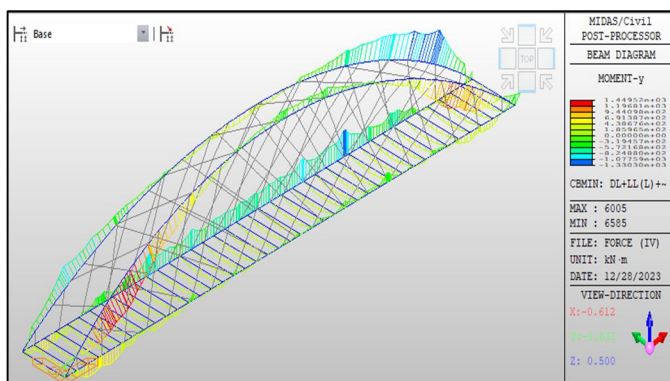 Base
TOP
MIDAS/Civil
POST-PROCESSOR
BEAM DIAGRAM
MOMENT-y
1.44952e+03
1.19681e+03
9.44098e+02
6.91387e+02
4.38676e+02
1.85965e+02
0.00000e+00
-3.19457e+02
-5.72168e+02
-8.24880e+02
-1.07759e+03
-1.33030e+03
CBMIN: DL+LL(L)+~
MAX : 6005
MIN : 6585
FILE: FORCE (IV)
UNIT: kN·m
DATE: 12/28/2023
VIEW-DIRECTION
X:-0.612
Z: 0.500